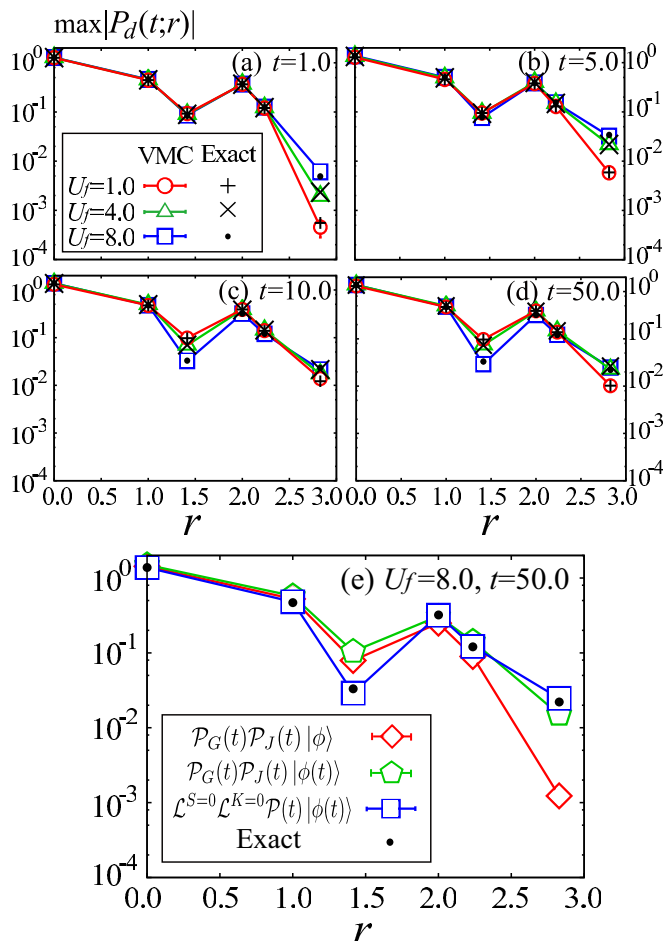 max|P_d(t;r)|
(a) t=1.0
(b) t=5.0
10^0
10^-1
10^-2
10^-3
10^-4
VMC Exact
U_f=1.0
U_f=4.0
U_f=8.0
10^0
10^-1
10^-2
10^-3
10^-4
(c) t=10.0
(d) t=50.0
10^0
10^-1
10^-2
10^-3
10^-4
10^0
10^-1
10^-2
10^-3
10^-4
0.0 0.5 1.0 1.5 2.0 2.5 3.0
0.0 0.5 1.0 1.5 2.0 2.5 3.0
r
r
(e) U_f=8.0, t=50.0
10^0
10^-1
10^-2
10^-3
10^-4
𝒫_G(t)𝒫_J(t)|ϕ⟩
𝒫_G(t)𝒫_J(t)|ϕ(t)⟩
ℒ^{S=0}ℒ^{K=0}𝒫(t)|ϕ(t)⟩
Exact
0.0 0.5 1.0 1.5 2.0 2.5 3.0
r